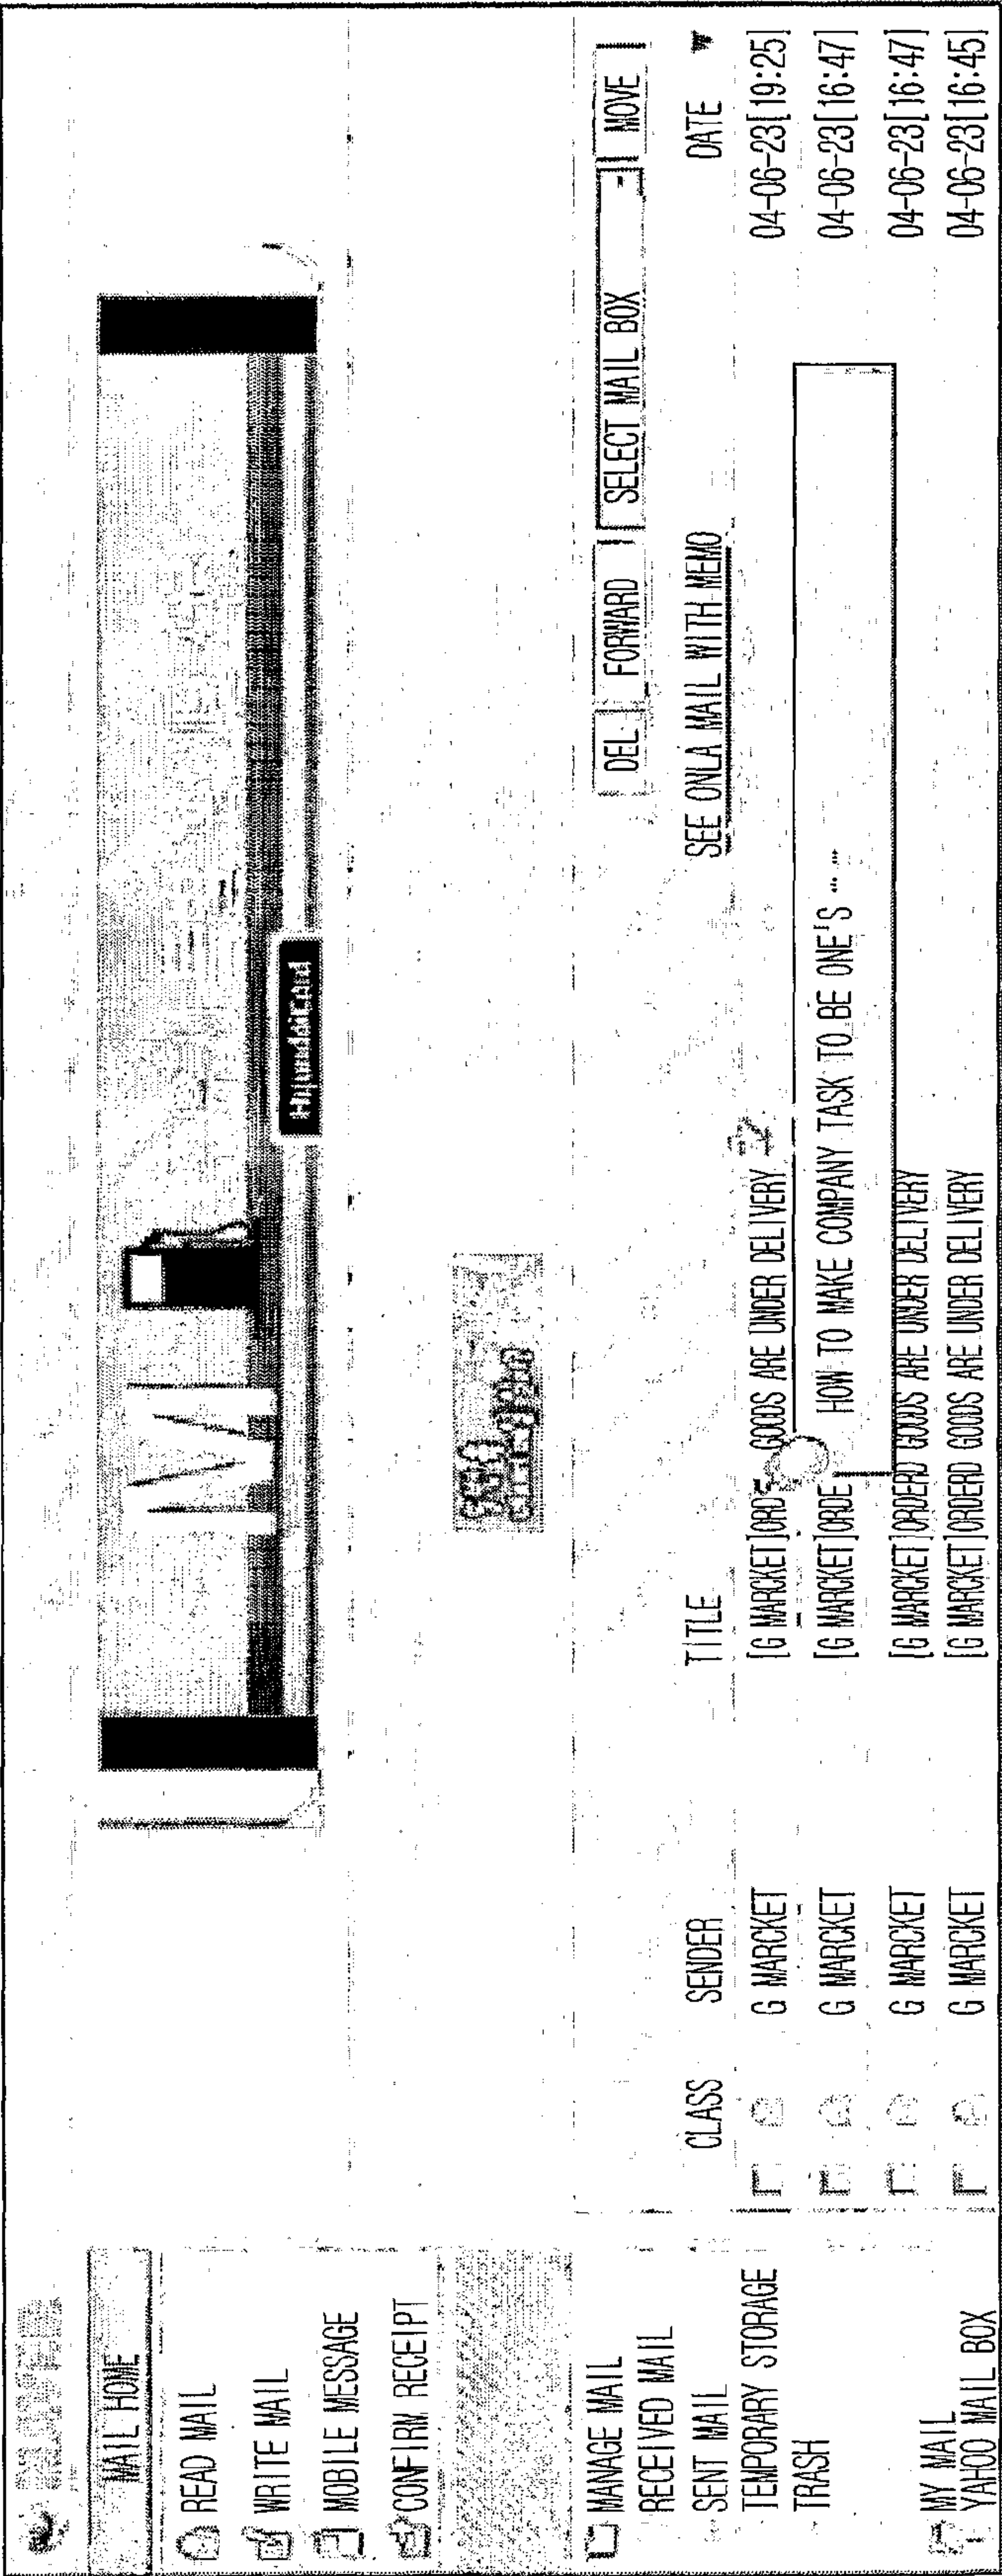 MAIL HOME
READ MAIL
WRITE MAIL
MOBILE MESSAGE
CONFIRM RECEIPT
MANAGE MAIL
RECEIVED MAIL
SENT MAIL
TEMPORARY STORAGE
TRASH
MY MAIL
YAHOO MAIL BOX
HyundaiCard
DEL FORWARD SELECT MAIL BOX MOVE
SEE ONLA MAIL WITH MEMO
CLASS SENDER TITLE DATE
G MARCKET [G MARCKET]ORD GOODS ARE UNDER DELIVERY 04-06-23[19:25]
G MARCKET [G MARCKET]ORDE 04-06-23[16:47]
HOW TO MAKE COMPANY TASK TO BE ONE'S ... ...
G MARCKET [G MARCKET]ORDERD GOODS ARE UNDER DELIVERY 04-06-23[16:47]
G MARCKET [G MARCKET]ORDERD GOODS ARE UNDER DELIVERY 04-06-23[16:45]